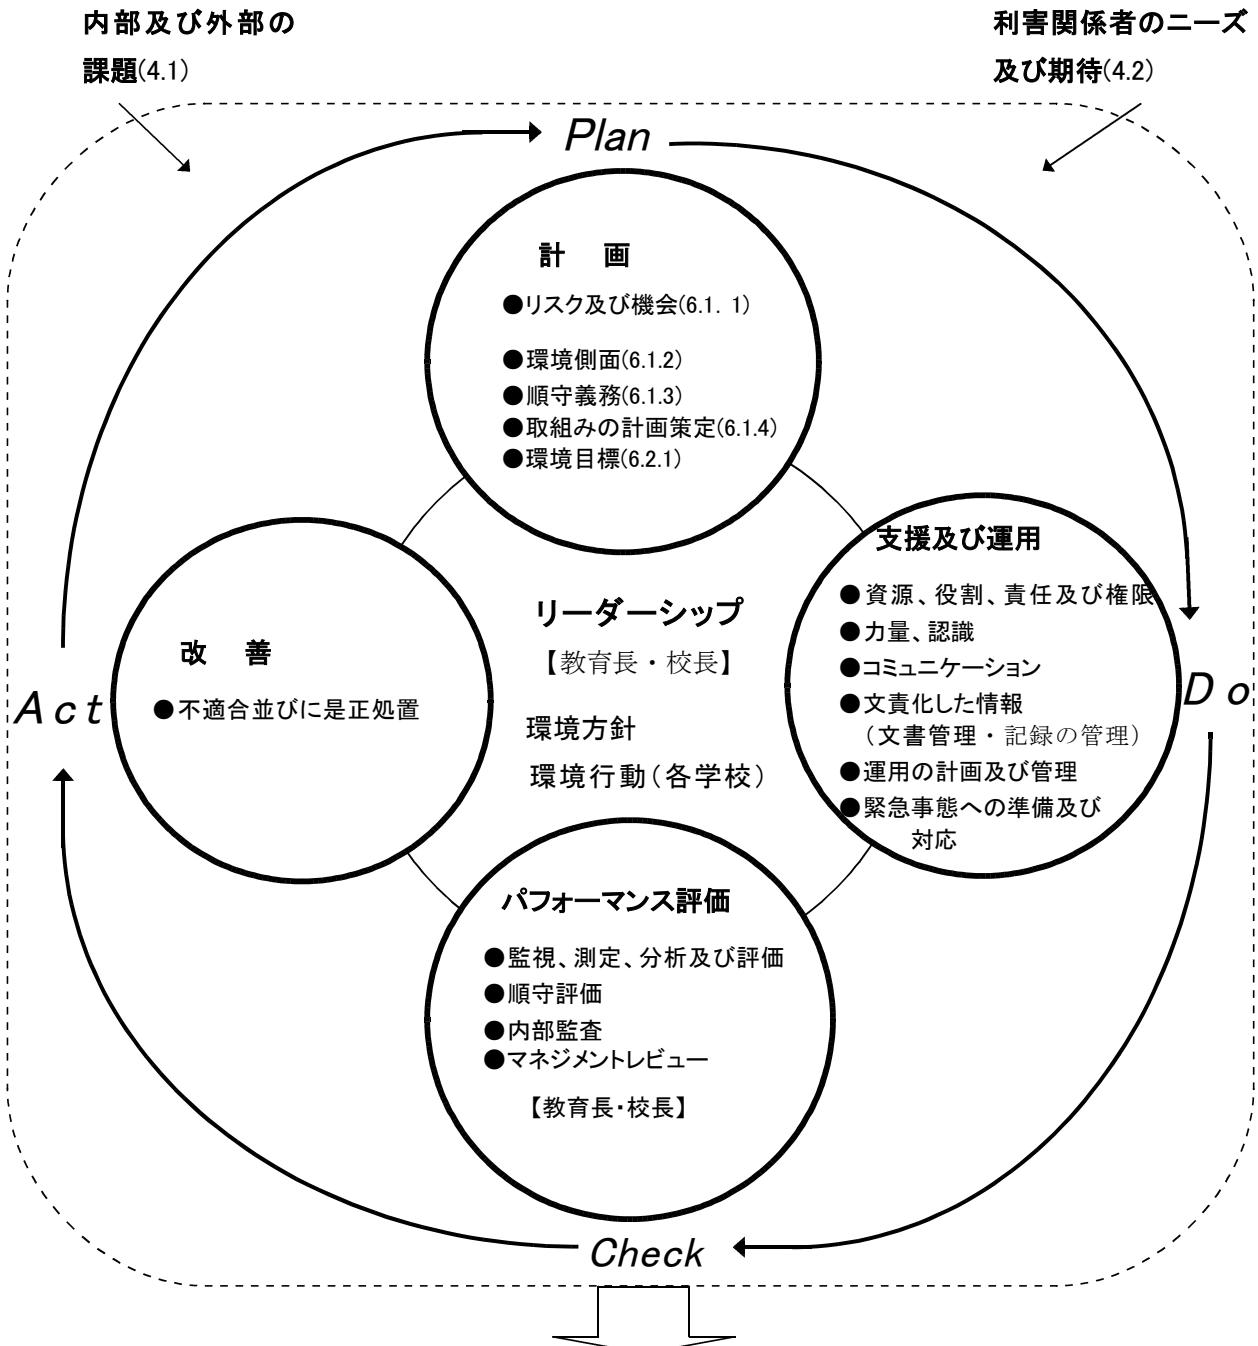 内部及び外部の
課題(4.1)
利害関係者のニーズ
及び期待(4.2)
Plan
計　画
●リスク及び機会(6.1. 1)
●環境側面(6.1.2)
●順守義務(6.1.3)
●取組みの計画策定(6.1.4)
●環境目標(6.2.1)
支援及び運用
●資源、役割、責任及び権限
●力量、認識
●コミュニケーション
●文責化した情報
（文書管理・記録の管理）
●運用の計画及び管理
●緊急事態への準備及び
対応
Do
リーダーシップ
【教育長・校長】
環境方針
環境行動（各学校）
改　善
●不適合並びに是正処置
Act
パフォーマンス評価
●監視、測定、分析及び評価
●順守評価
●内部監査
●マネジメントレビュー
【教育長・校長】
Check